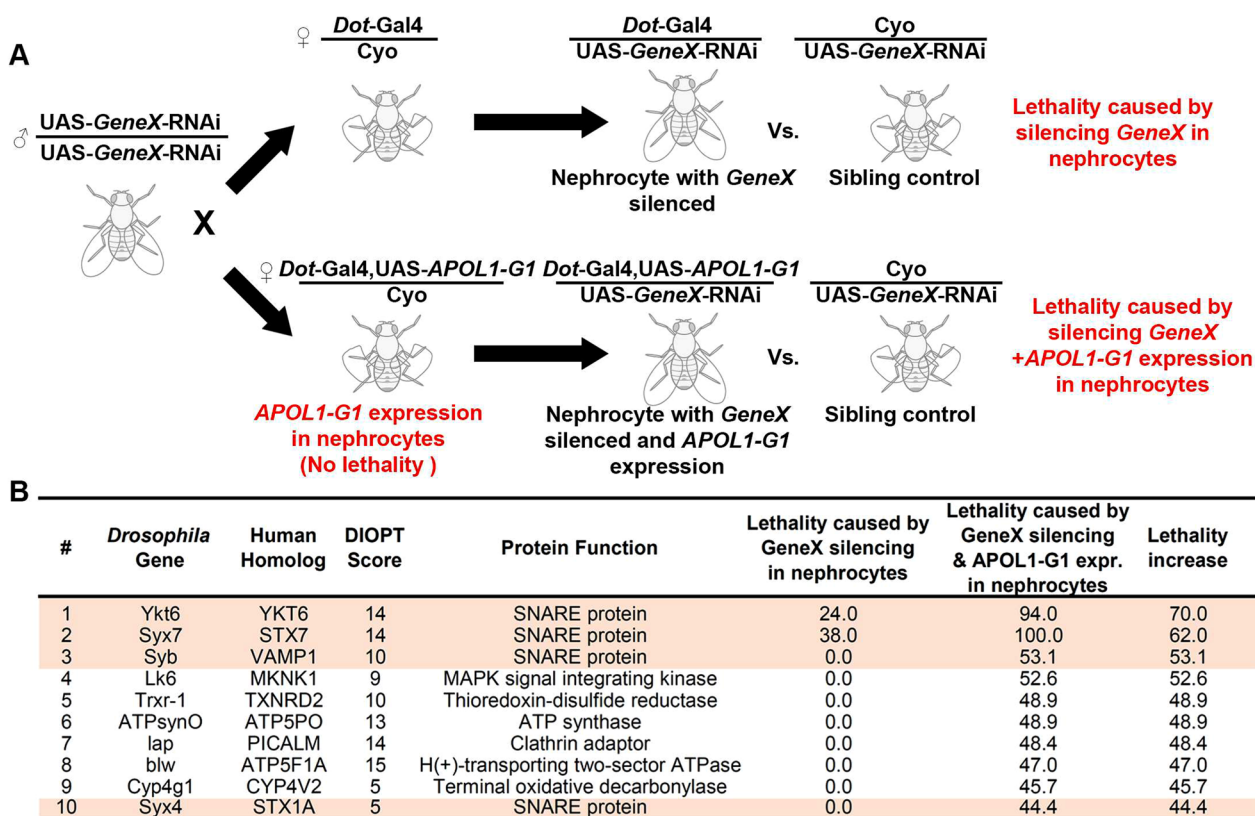 A
♂
UAS-GeneX-RNAi
UAS-GeneX-RNAi
X
♀
Dot-Gal4
Cyo
Dot-Gal4
UAS-GeneX-RNAi
Nephrocyte with GeneX
silenced
Vs.
Cyo
UAS-GeneX-RNAi
Sibling control
Lethality caused by
silencing GeneX in
nephrocytes
♀
Dot-Gal4,UAS-APOL1-G1
Cyo
APOL1-G1 expression
in nephrocytes
(No lethality )
Dot-Gal4,UAS-APOL1-G1
UAS-GeneX-RNAi
Nephrocyte with GeneX
silenced and APOL1-G1
expression
Vs.
Cyo
UAS-GeneX-RNAi
Sibling control
Lethality caused by
silencing GeneX
+APOL1-G1 expression
in nephrocytes
B
# Drosophila Gene Human Homolog DIOPT Score Protein Function Lethality caused by GeneX silencing in nephrocytes Lethality caused by GeneX silencing & APOL1-G1 expr. in nephrocytes Lethality increase
1 Ykt6 YKT6 14 SNARE protein 24.0 94.0 70.0
2 Syx7 STX7 14 SNARE protein 38.0 100.0 62.0
3 Syb VAMP1 10 SNARE protein 0.0 53.1 53.1
4 Lk6 MKNK1 9 MAPK signal integrating kinase 0.0 52.6 52.6
5 Trxr-1 TXNRD2 10 Thioredoxin-disulfide reductase 0.0 48.9 48.9
6 ATPsynO ATP5PO 13 ATP synthase 0.0 48.9 48.9
7 lap PICALM 14 Clathrin adaptor 0.0 48.4 48.4
8 blw ATP5F1A 15 H(+)-transporting two-sector ATPase 0.0 47.0 47.0
9 Cyp4g1 CYP4V2 5 Terminal oxidative decarbonylase 0.0 45.7 45.7
10 Syx4 STX1A 5 SNARE protein 0.0 44.4 44.4